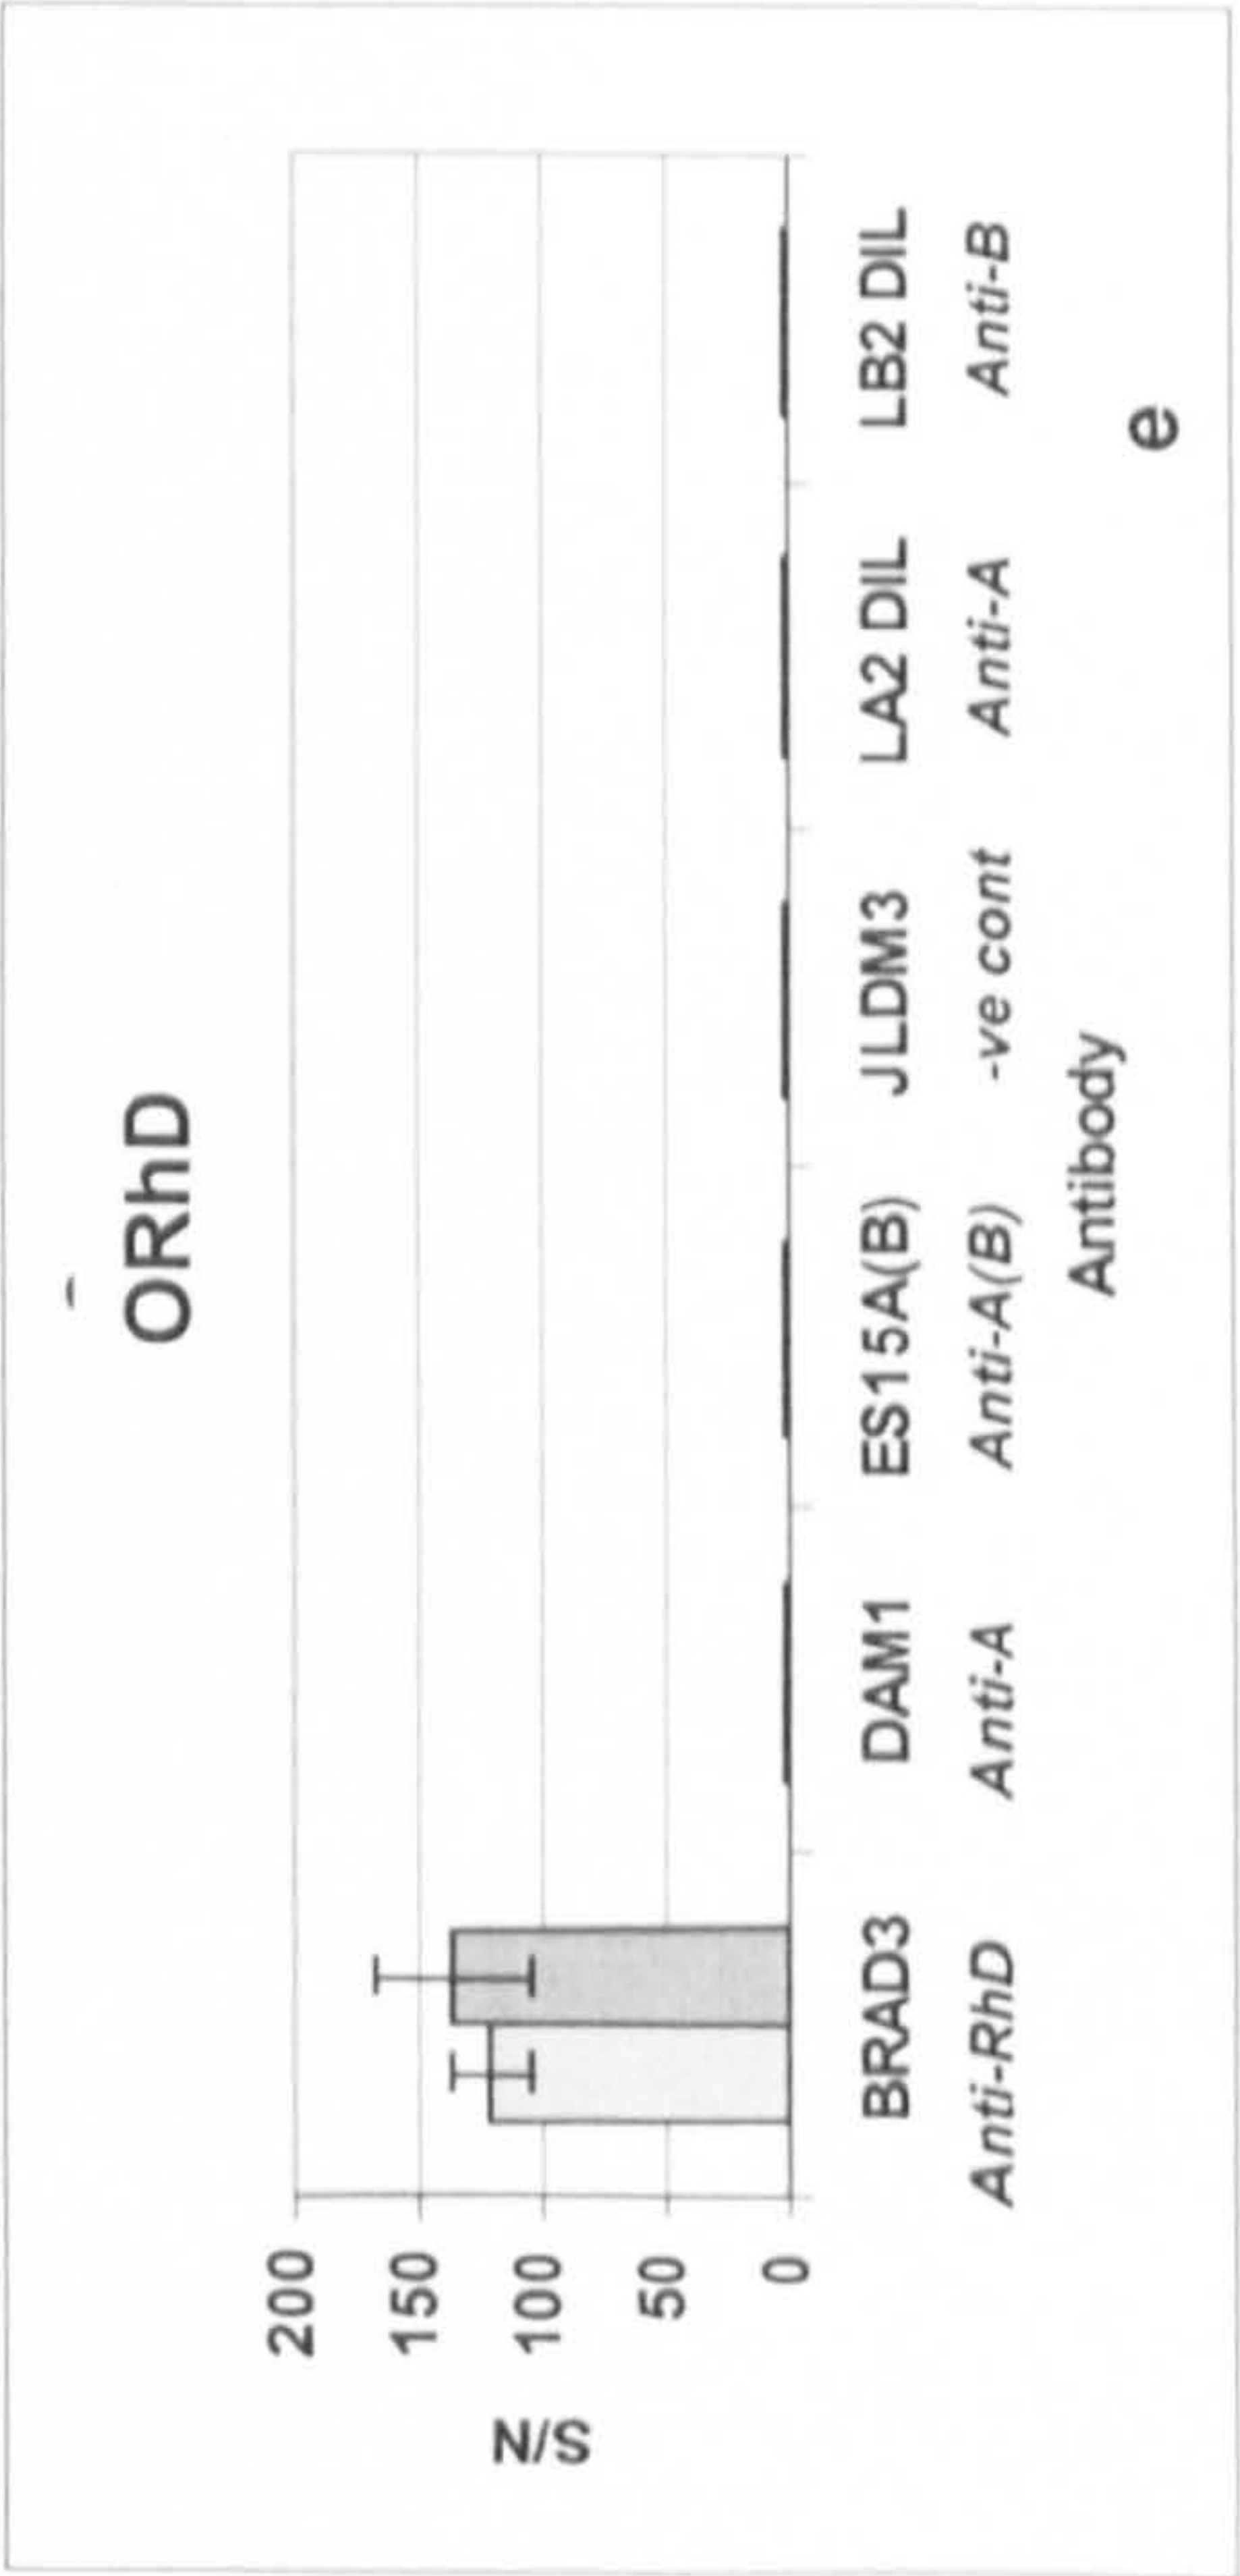 ORhD
200
150
100
50
0
S/N
BRAD3 DAM1 ES15A(B) JLDM3 LA2 DIL LB2 DIL
Anti-RhD Anti-A Anti-A(B) -ve cont Anti-A Anti-B
Antibody
e